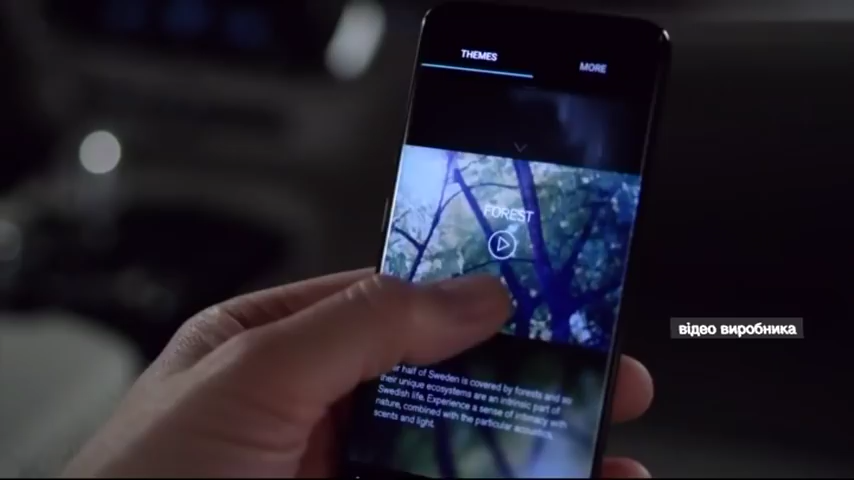 THEMES
MORE
FOREST
half of Sweden is covered by forests and as
their unique ecosystems are an intrinsic part of
Swedish life. Experience a sense of intimacy with
nature, combined with the particular acoustics,
scents and light.
відео виробника